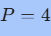 P = 4